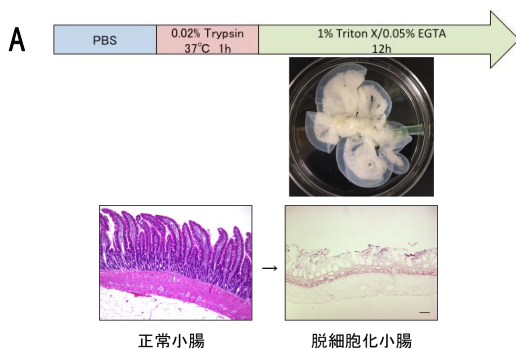 A
PBS
0.02% Trypsin
37℃ 1h
1% Triton X/0.05% EGTA
12h
→
正常小腸
脱細胞化小腸